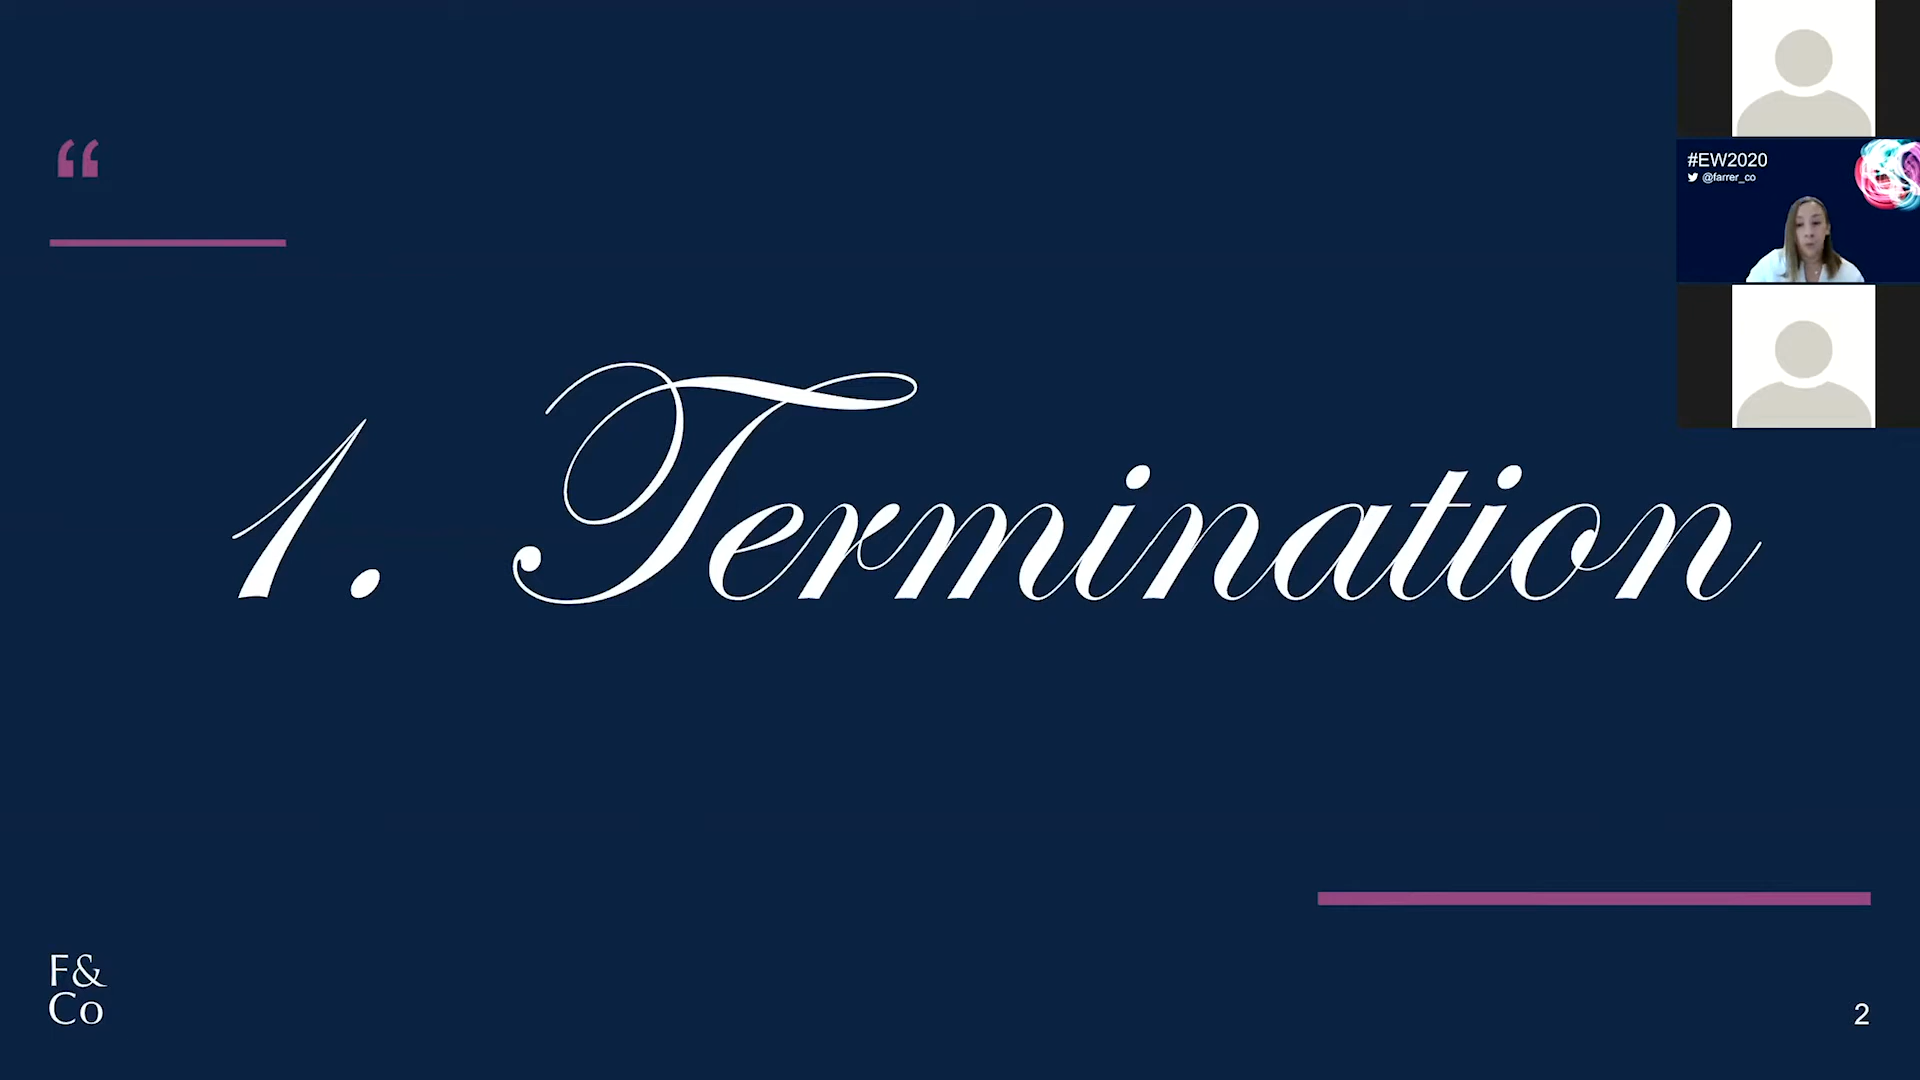 “
#EW2020
@farrer_co
1. Termination
F&
Co
2